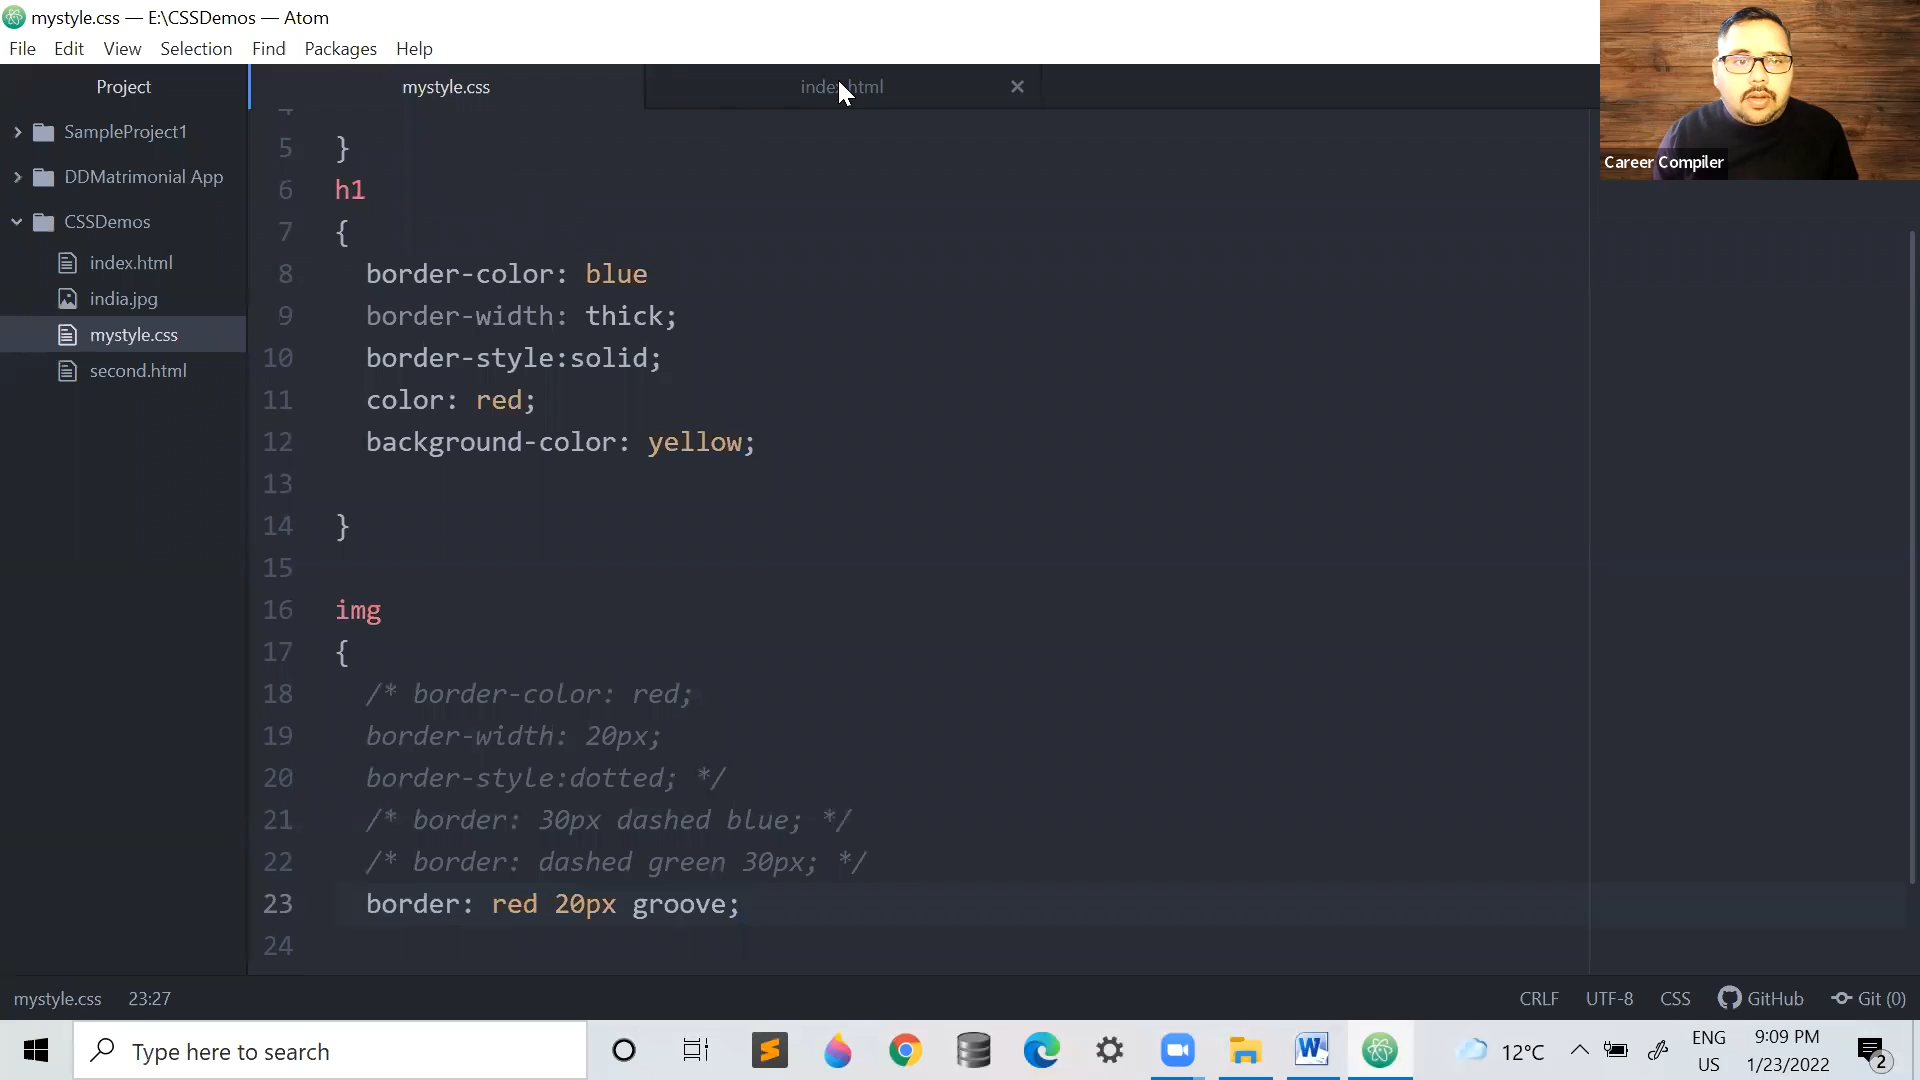 mystyle.css — E:\CSSDemos — Atom
File Edit View Selection Find Packages Help
Project
mystyle.css
index.html
SampleProject1
DDMatrimonial App
CSSDemos
index.html
india.jpg
mystyle.css
second.html
4
5 }
6 h1
7 {
8 border-color: blue
9 border-width: thick;
10 border-style:solid;
11 color: red;
12 background-color: yellow;
13
14 }
15
16 img
17 {
18 /* border-color: red;
19 border-width: 20px;
20 border-style:dotted; */
21 /* border: 30px dashed blue; */
22 /* border: dashed green 30px; */
23 border: red 20px groove;
24
Career Compiler
mystyle.css 23:27
CRLF UTF-8 CSS GitHub Git (0)
Type here to search
12°C
ENG
US
9:09 PM
1/23/2022
2